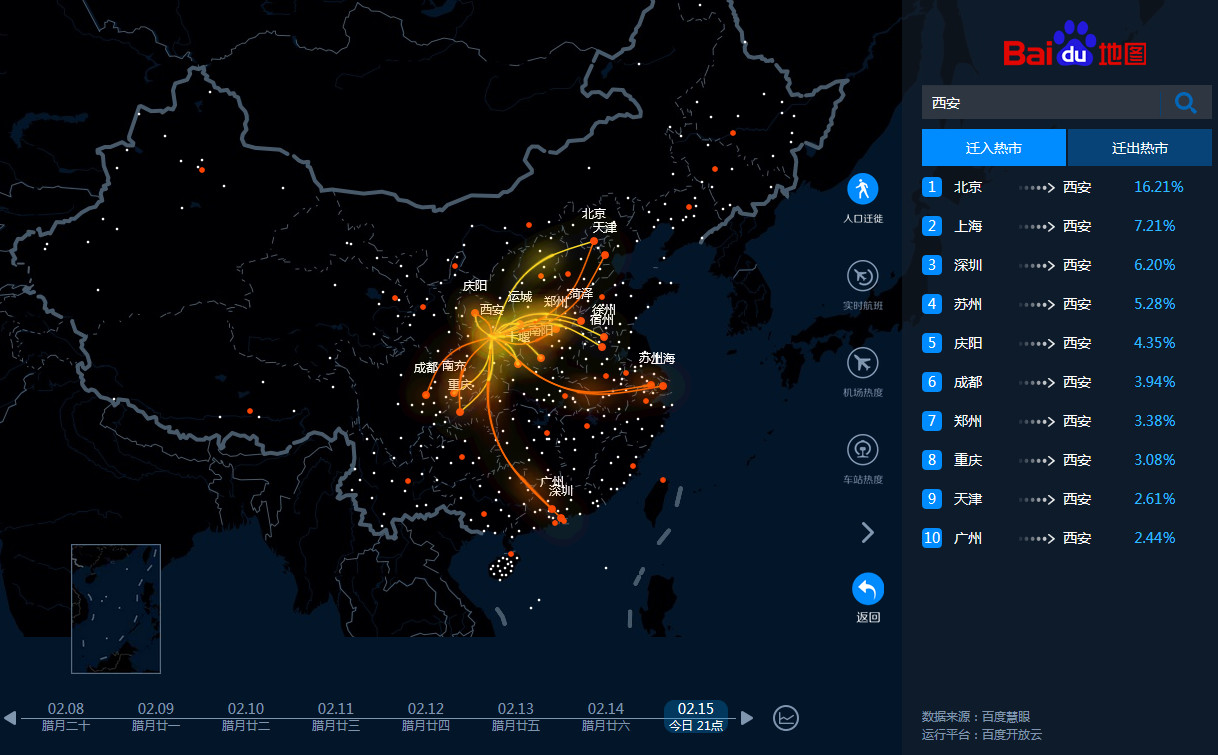 Bai du 地图
西安
迁入热市 迁出热市
1 北京 西安 16.21%
2 上海 西安 7.21%
3 深圳 西安 6.20%
4 苏州 西安 5.28%
5 庆阳 西安 4.35%
6 成都 西安 3.94%
7 郑州 西安 3.38%
8 重庆 西安 3.08%
9 天津 西安 2.61%
10 广州 西安 2.44%
数据来源：百度慧眼
运行平台：百度开放云
人口迁徙
实时航班
机场热度
车站热度
返回
北京
天津
庆阳
运城
菏泽
郑州
西安
徐州
宿州
南阳
十堰
苏州
上海
成都
南充
重庆
广州
深圳
02.08 02.09 02.10 02.11 02.12 02.13 02.14 02.15
腊月二十 腊月廿一 腊月廿二 腊月廿三 腊月廿四 腊月廿五 腊月廿六 今日 21点